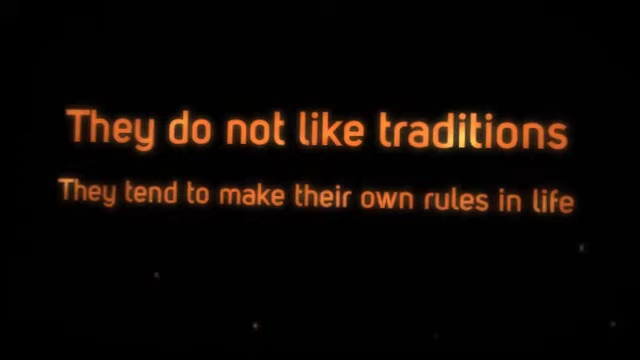 They do not like traditions
They tend to make their own rules in life